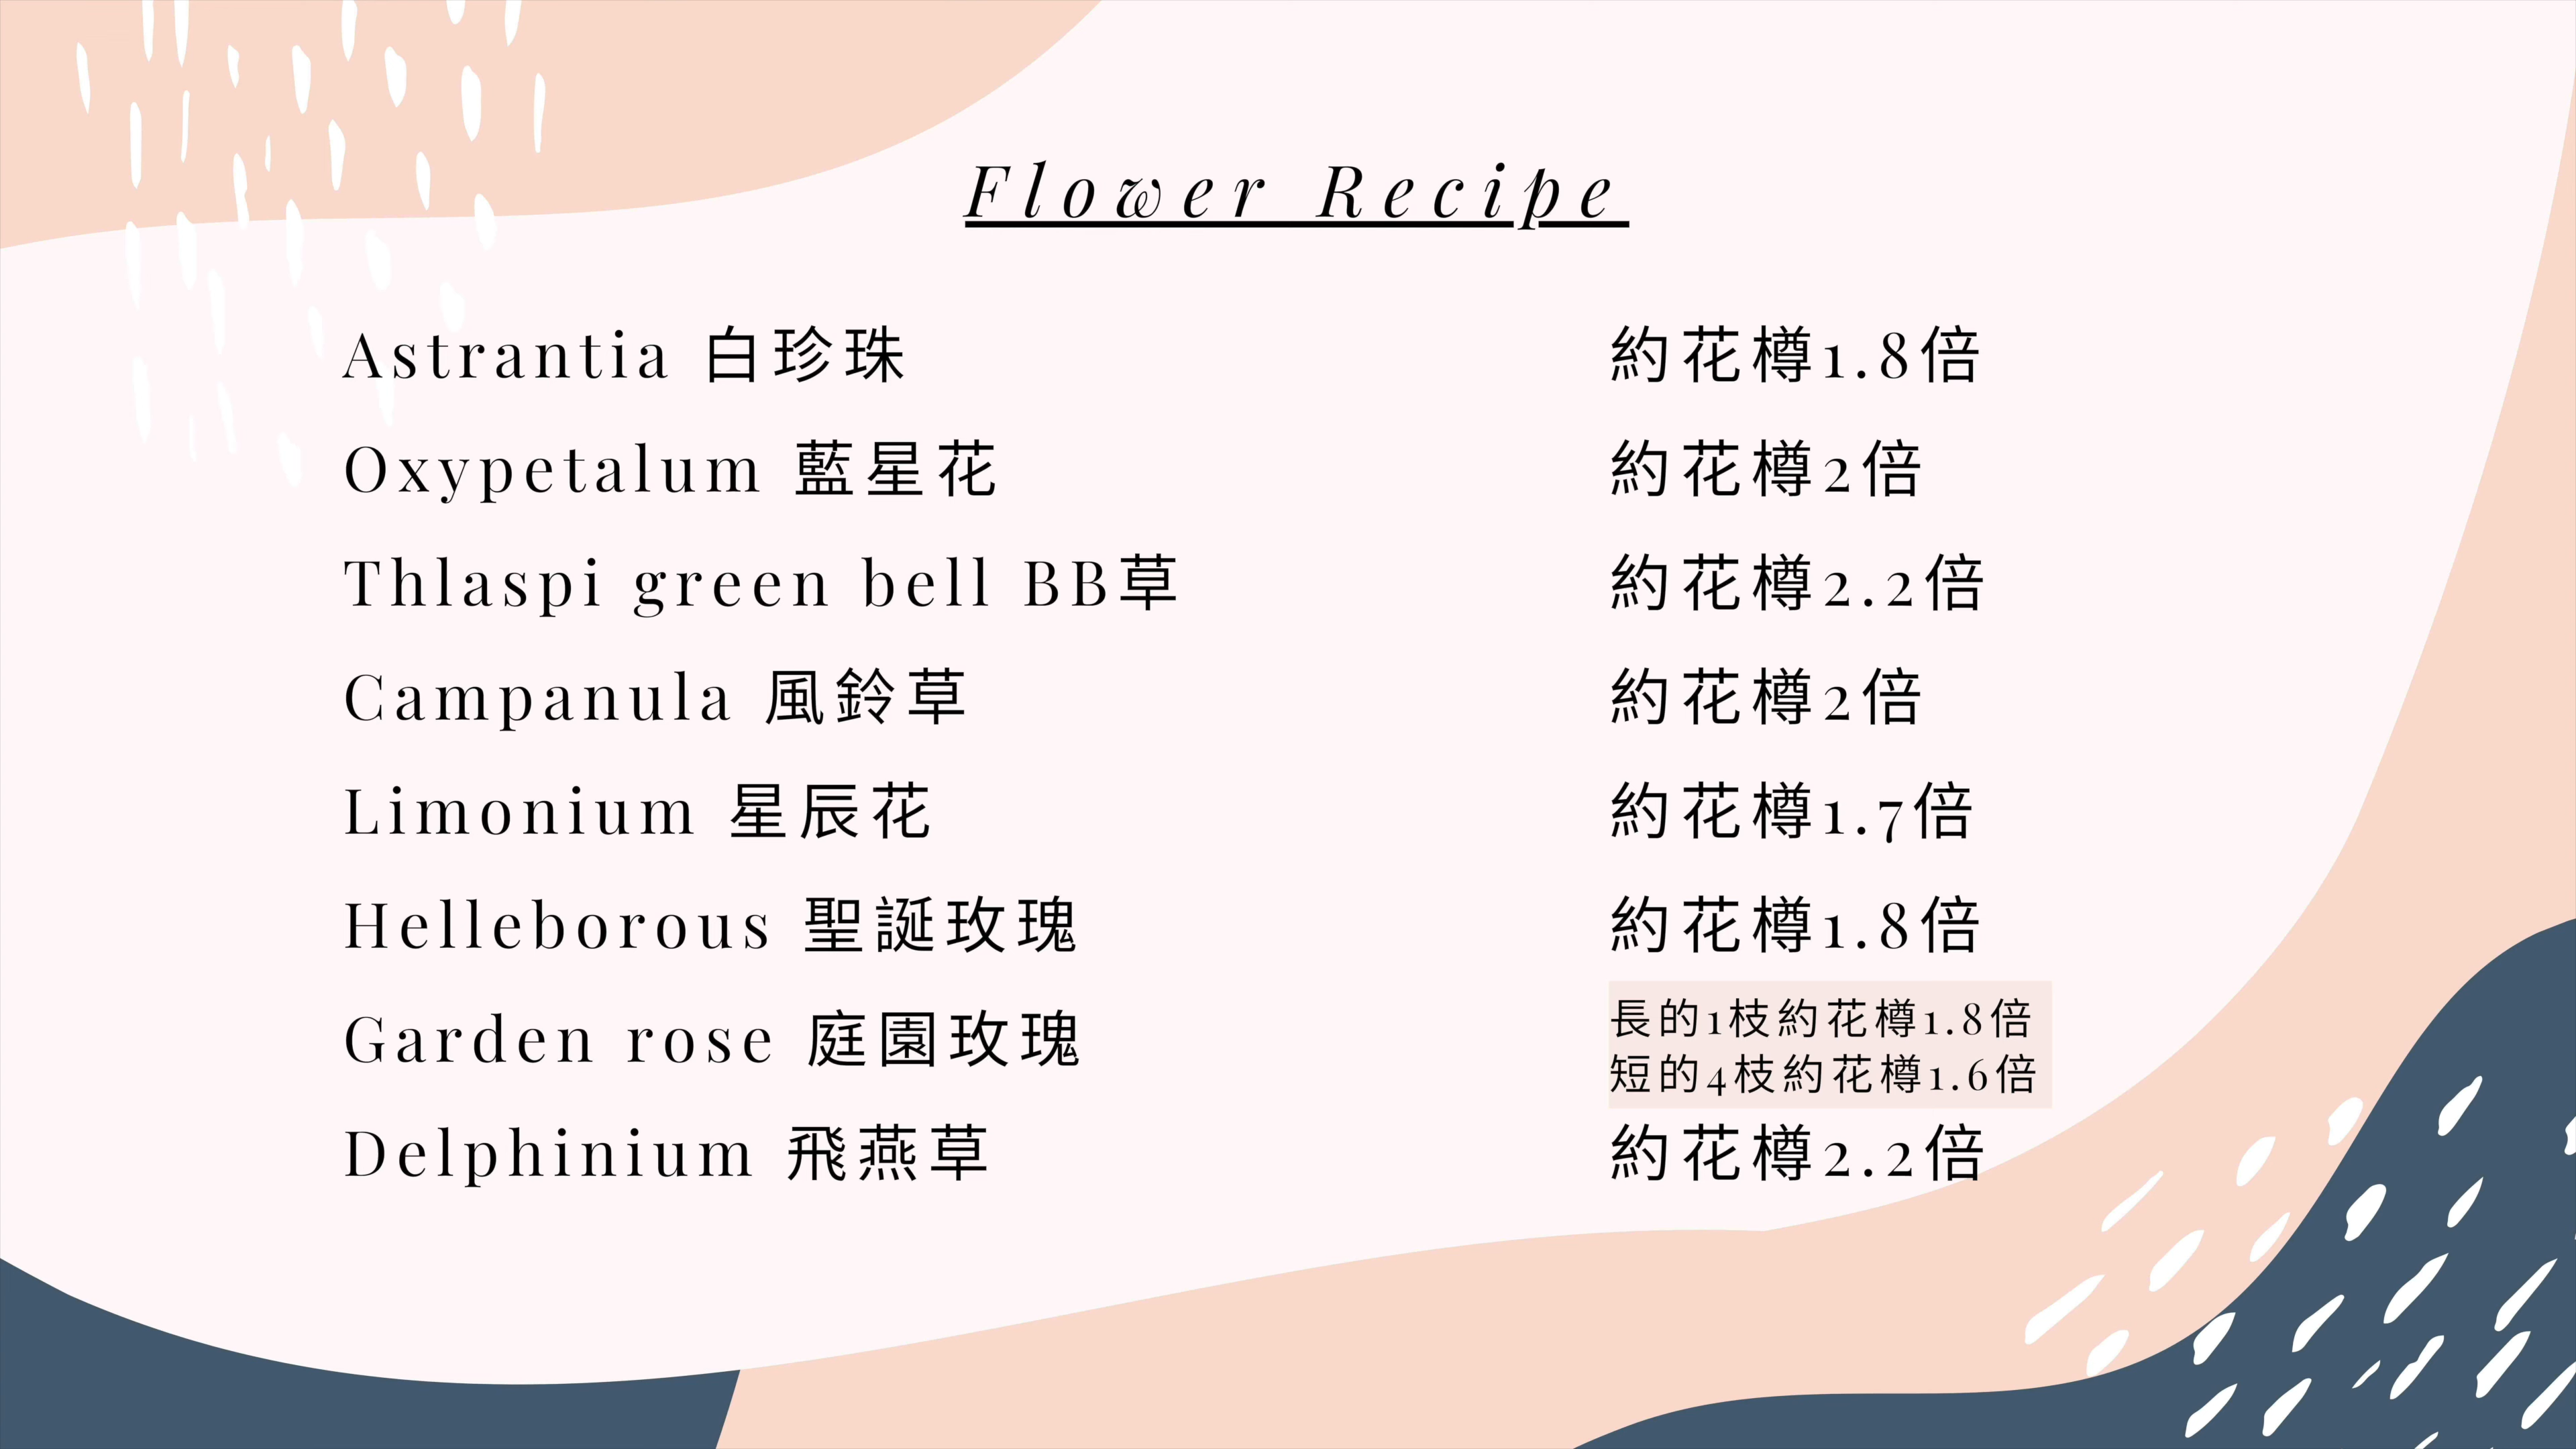 Flower Recipe
Astrantia 白珍珠 約花樽1.8倍
Oxypetalum 藍星花 約花樽2倍
Thlaspi green bell BB草 約花樽2.2倍
Campanula 風鈴草 約花樽2倍
Limonium 星辰花 約花樽1.7倍
Helleborous 聖誕玫瑰 約花樽1.8倍
Garden rose 庭園玫瑰 長的1枝約花樽1.8倍
短的4枝約花樽1.6倍
Delphinium 飛燕草 約花樽2.2倍